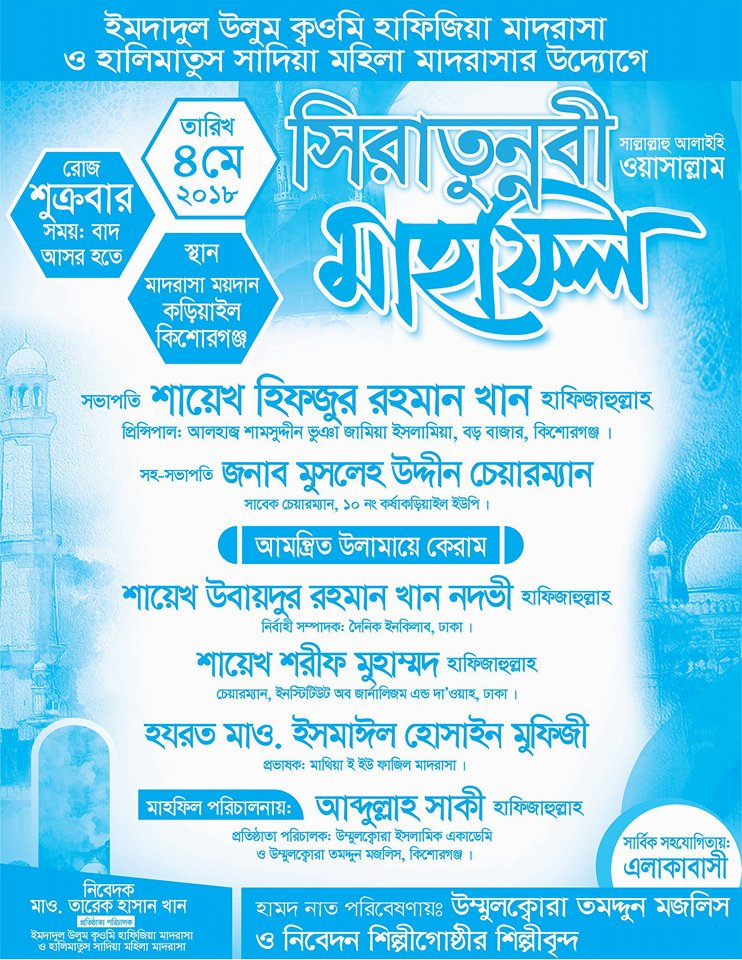 ইমদাদুল উলুম ক্বওমি হাফিজিয়া মাদরাসা
ও হালিমাতুস সাদিয়া মহিলা মাদরাসার উদ্যোগে
তারিখ
৪মে
২০১৮
রোজ
শুক্রবার
সময়: বাদ
আসর হতে
স্থান
মাদরাসা ময়দান
কড়িয়াইল
কিশোরগঞ্জ
সিরাতুন্নবী
সাল্লাল্লাহু আলাইহি
ওয়াসাল্লাম
মাহফিল
সভাপতি শায়েখ হিফজুর রহমান খান হাফিজাহুল্লাহ
প্রিন্সিপাল: আলহাজ্ব শামসুদ্দীন ভুঞা জামিয়া ইসলামিয়া, বড় বাজার, কিশোরগঞ্জ ।
সহ-সভাপতি জনাব মুসলেহ উদ্দীন চেয়ারম্যান
সাবেক চেয়ারম্যান, ১০ নং কর্ষাকড়িয়াইল ইউপি ।
আমন্ত্রিত উলামায়ে কেরাম
শায়েখ উবায়দুর রহমান খান নদভী হাফিজাহুল্লাহ
নির্বাহী সম্পাদক: দৈনিক ইনকিলাব, ঢাকা ।
শায়েখ শরীফ মুহাম্মদ হাফিজাহুল্লাহ
চেয়ারম্যান, ইনস্টিটিউট অব জার্নালিজম এন্ড দা'ওয়াহ, ঢাকা ।
হযরত মাও. ইসমাঈল হোসাইন মুফিজী
প্রভাষক: মাথিয়া ই ইউ ফাজিল মাদরাসা ।
মাহফিল পরিচালনায়: আব্দুল্লাহ সাকী হাফিজাহুল্লাহ
প্রতিষ্ঠাতা পরিচালক: উম্মুলক্বোরা ইসলামিক একাডেমি
ও উম্মুলক্বোরা তমদ্দুন মজলিস, কিশোরগঞ্জ ।
সার্বিক সহযোগিতায়:
এলাকাবাসী
নিবেদক
মাও. তারেক হাসান খান
প্রতিষ্ঠাতা পরিচালক
ইমদাদুল উলুম ক্বওমি হাফিজিয়া মাদরাসা
ও হালিমাতুস সাদিয়া মহিলা মাদরাসা
হামদ নাত পরিবেষণায়ঃ উম্মুলক্বোরা তমদ্দুন মজলিস
ও নিবেদন শিল্পীগোষ্ঠীর শিল্পীবৃন্দ